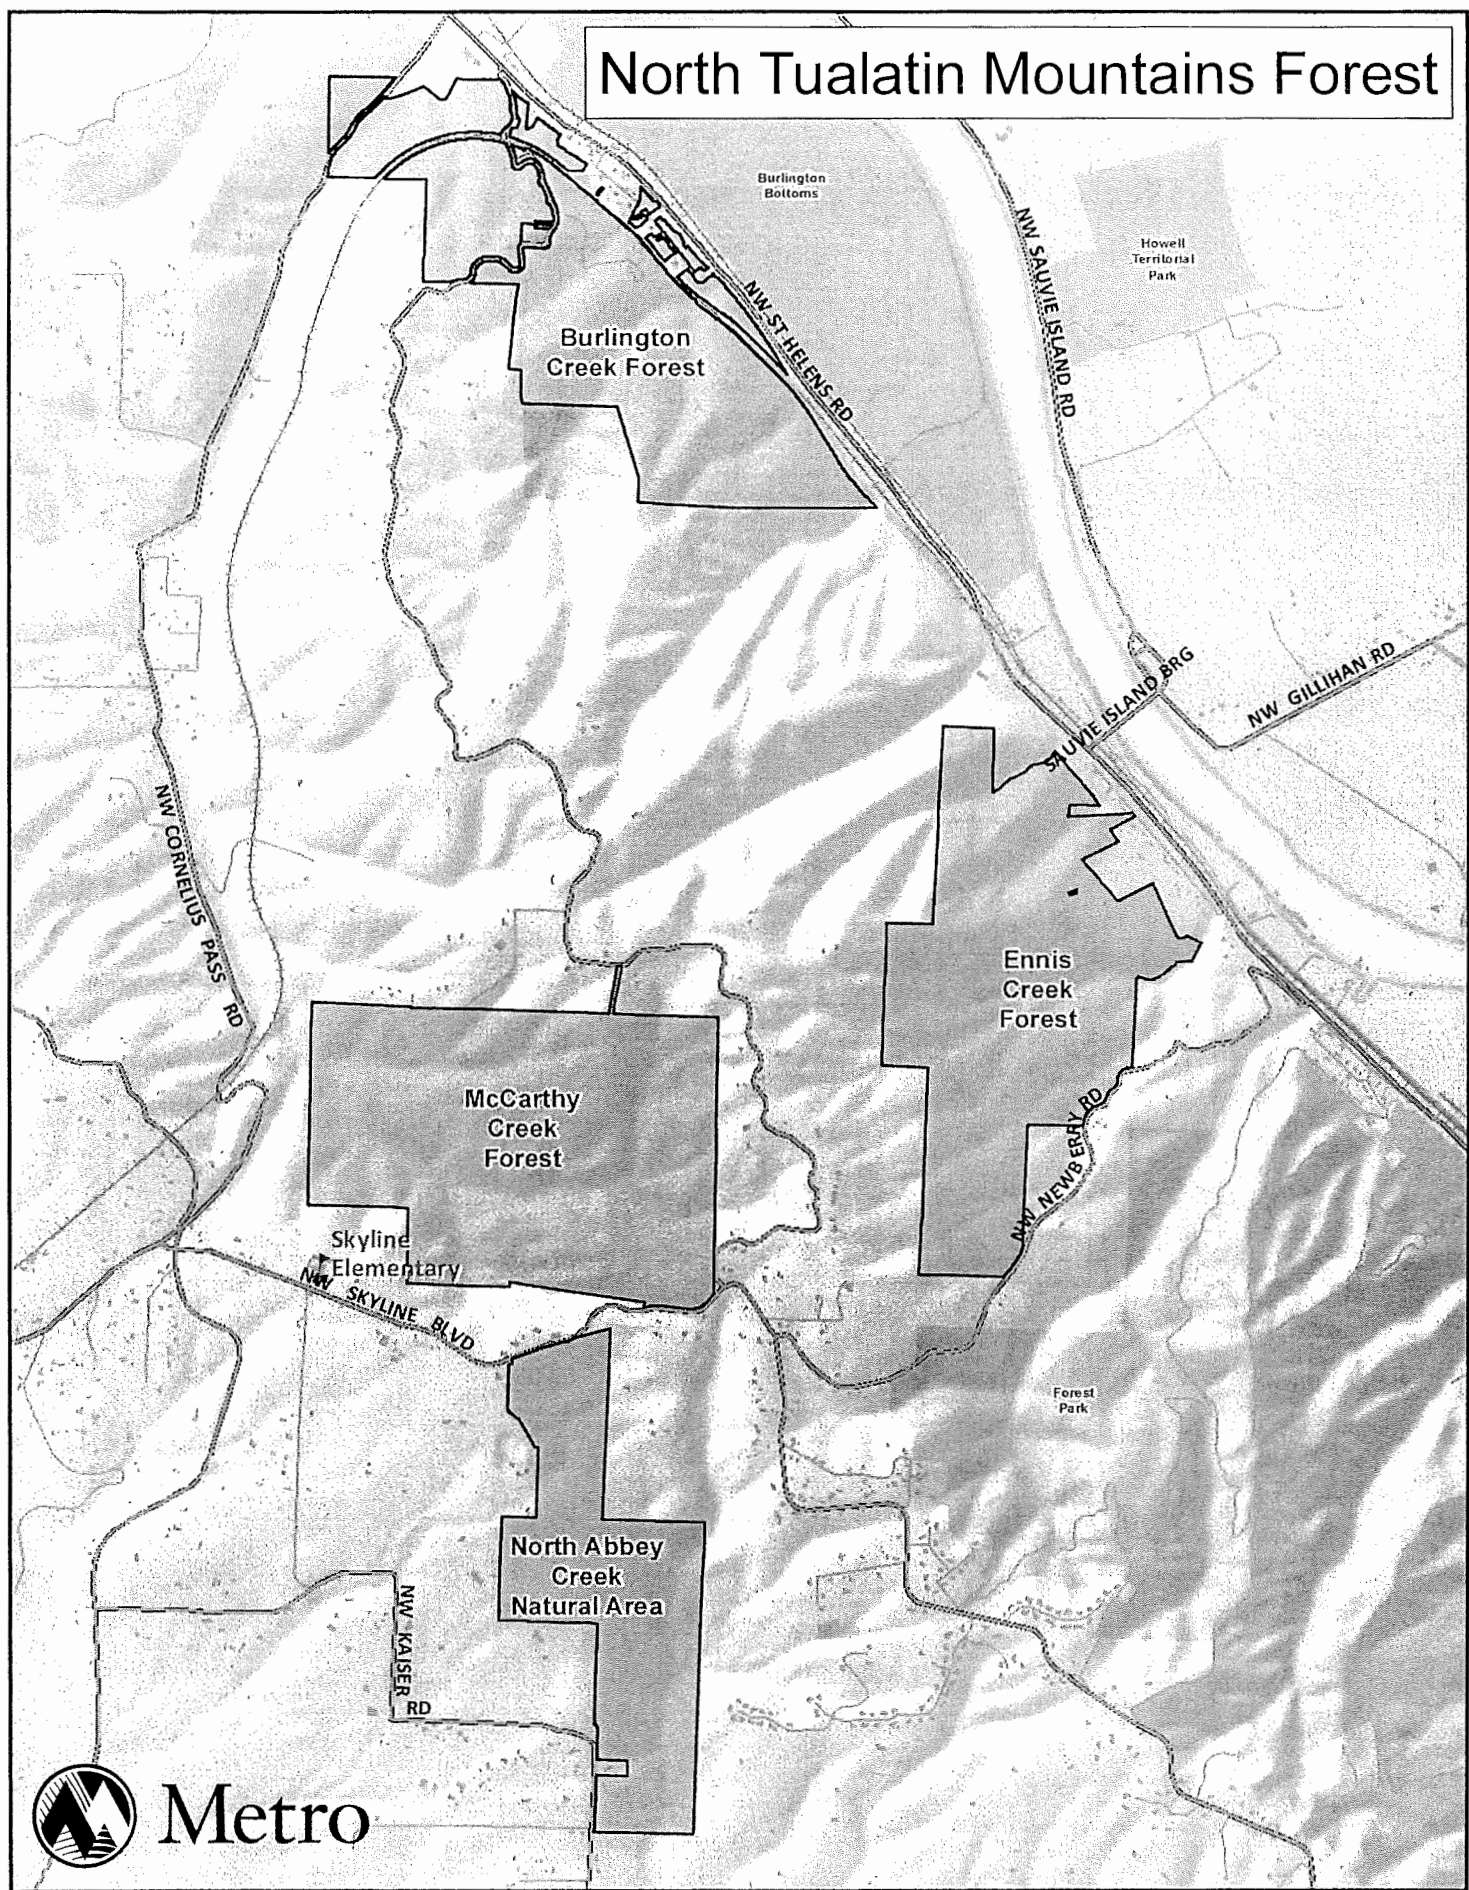 North Tualatin Mountains Forest
Burlington
Bottoms
Howell
Territorial
Park
NW SAUVIE ISLAND RD
NW ST HELENS RD
Burlington
Creek Forest
SAUVIE ISLAND BRG
NW GILLIHAN RD
NW CORNELIUS PASS RD
Ennis
Creek
Forest
McCarthy
Creek
Forest
NW NEWBERRY RD
Skyline
Elementary
NW SKYLINE BLVD
Forest
Park
North Abbey
Creek
Natural Area
NW KAISER RD
Metro